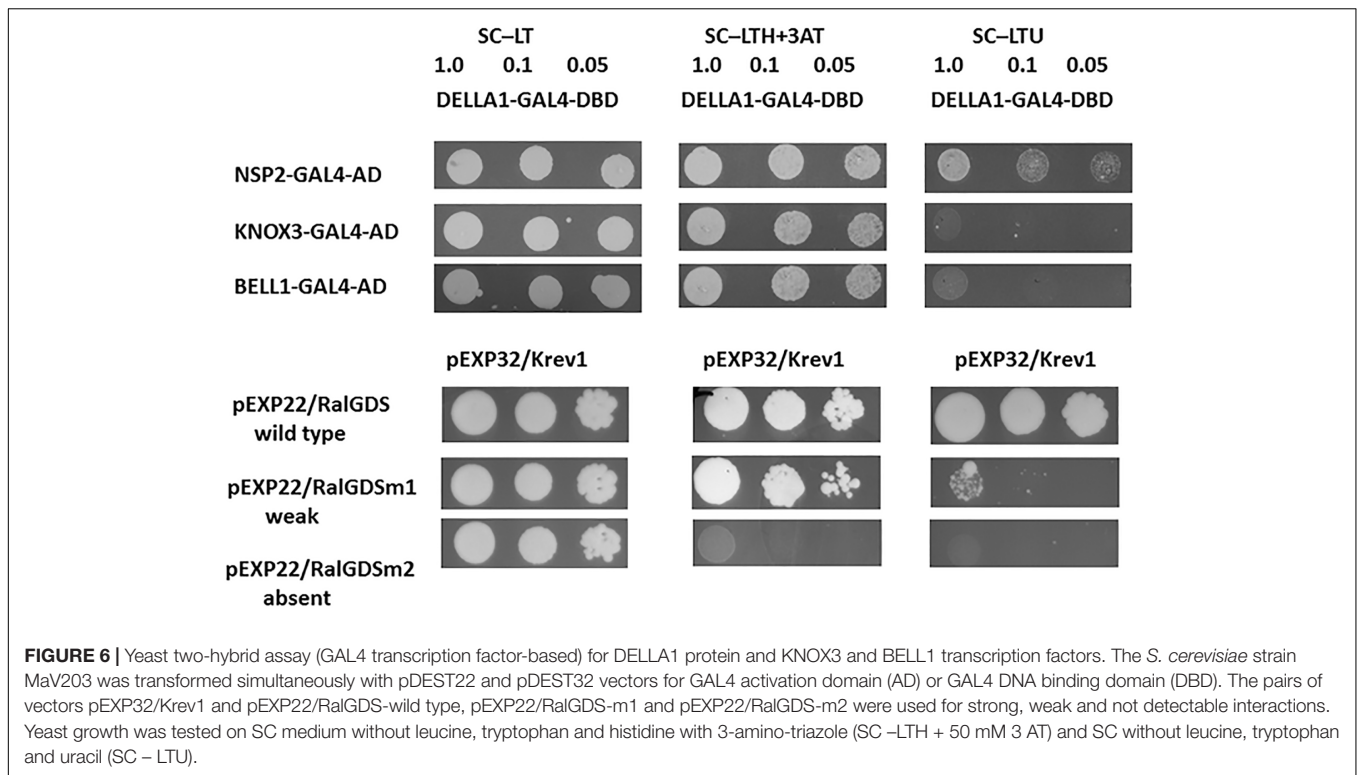 SC–LT SC–LTH+3AT SC–LTU
1.0 0.1 0.05 1.0 0.1 0.05 1.0 0.1 0.05
DELLA1-GAL4-DBD DELLA1-GAL4-DBD DELLA1-GAL4-DBD
NSP2-GAL4-AD
KNOX3-GAL4-AD
BELL1-GAL4-AD
pEXP32/Krev1 pEXP32/Krev1 pEXP32/Krev1
pEXP22/RalGDS
wild type
pEXP22/RalGDSm1
weak
pEXP22/RalGDSm2
absent
FIGURE 6 | Yeast two-hybrid assay (GAL4 transcription factor-based) for DELLA1 protein and KNOX3 and BELL1 transcription factors. The S. cerevisiae strain
MaV203 was transformed simultaneously with pDEST22 and pDEST32 vectors for GAL4 activation domain (AD) or GAL4 DNA binding domain (DBD). The pairs of
vectors pEXP32/Krev1 and pEXP22/RalGDS-wild type, pEXP22/RalGDS-m1 and pEXP22/RalGDS-m2 were used for strong, weak and not detectable interactions.
Yeast growth was tested on SC medium without leucine, tryptophan and histidine with 3-amino-triazole (SC –LTH + 50 mM 3 AT) and SC without leucine, tryptophan
and uracil (SC – LTU).